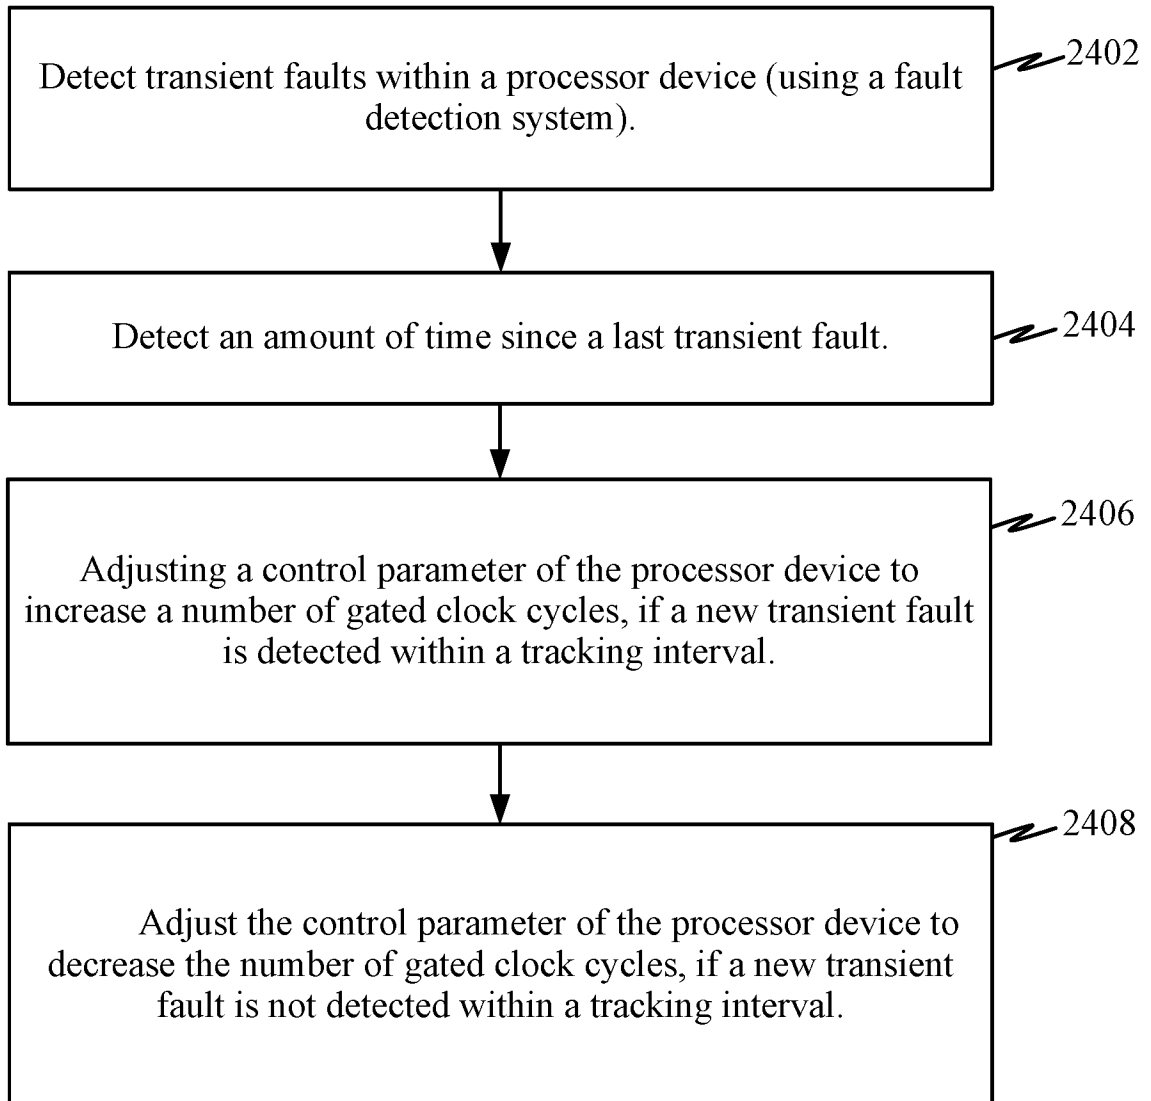 2402
Detect transient faults within a processor device (using a fault
detection system).
2404
Detect an amount of time since a last transient fault.
2406
Adjusting a control parameter of the processor device to
increase a number of gated clock cycles, if a new transient fault
is detected within a tracking interval.
2408
Adjust the control parameter of the processor device to
decrease the number of gated clock cycles, if a new transient
fault is not detected within a tracking interval.